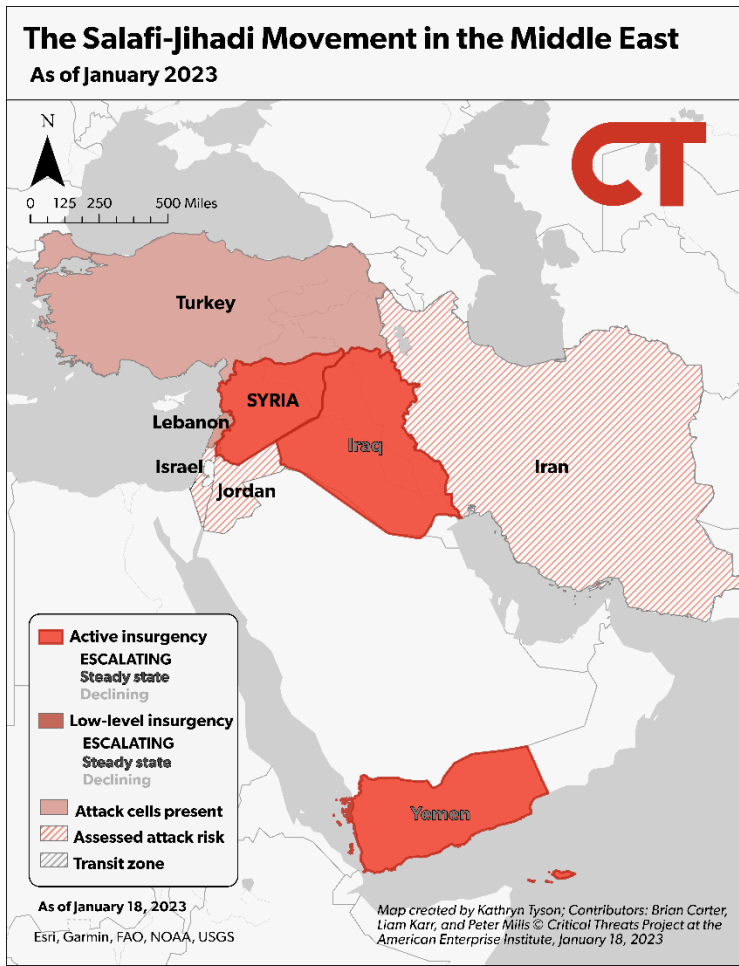 The Salafi-Jihadi Movement in the Middle East
As of January 2023
CT
N
0 125 250 500 Miles
Turkey
SYRIA
Lebanon
Iraq
Israel
Iran
Jordan
Yemen
Active insurgency
ESCALATING
Steady state
Declining
Low-level insurgency
ESCALATING
Steady state
Declining
Attack cells present
Assessed attack risk
Transit zone
As of January 18, 2023
Esri, Garmin, FAO, NOAA, USGS
Map created by Kathryn Tyson; Contributors: Brian Carter,
Liam Karr, and Peter Mills © Critical Threats Project at the
American Enterprise Institute, January 18, 2023